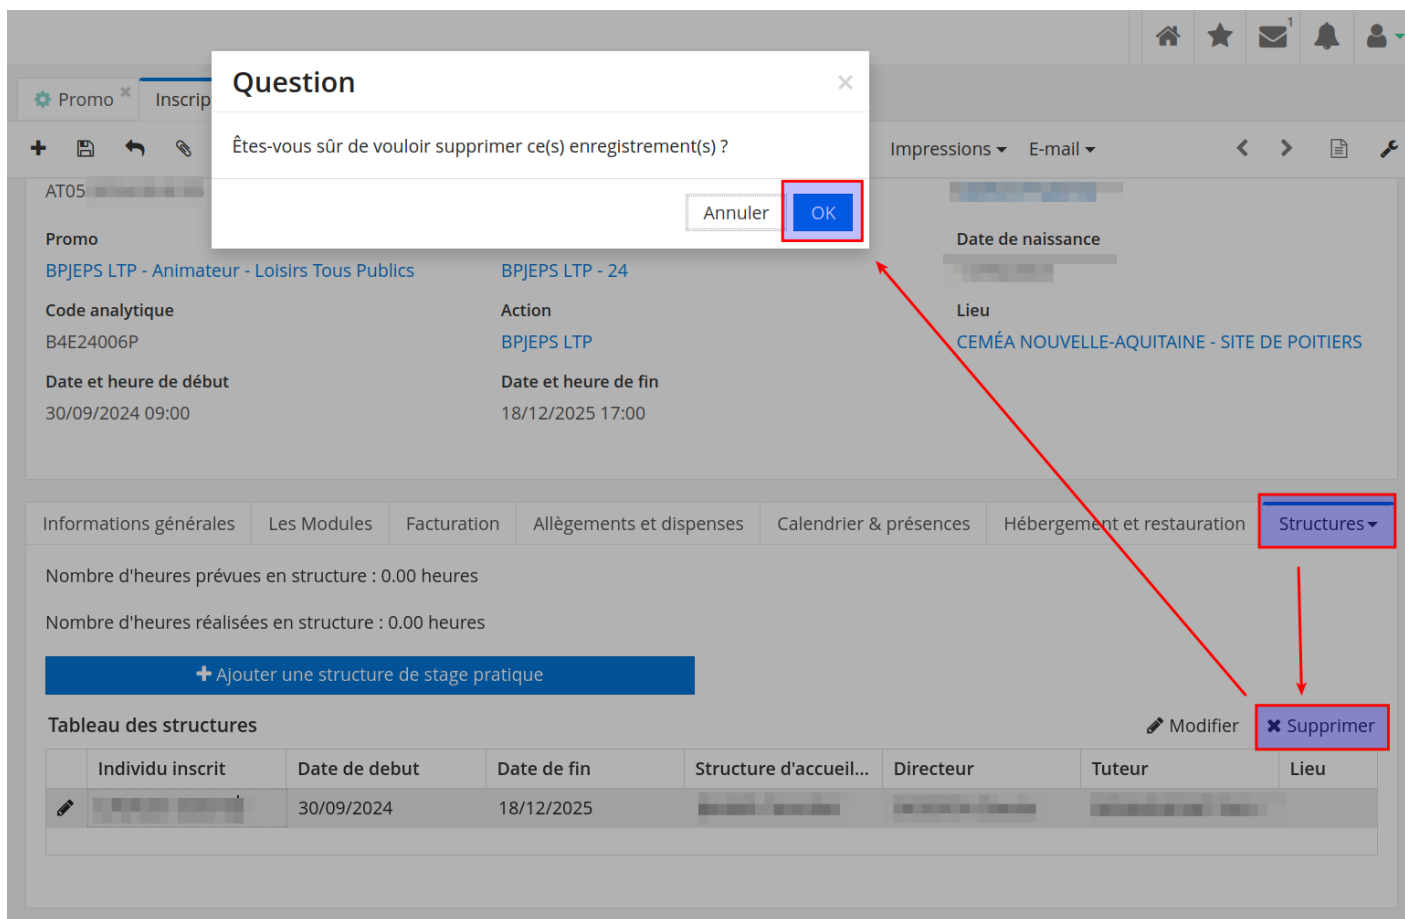 1
Promo
Inscrip
Question
Êtes-vous sûr de vouloir supprimer ce(s) enregistrement(s) ?
Annuler OK
Impressions E-mail
AT05
Promo Date de naissance
BPJEPS LTP - Animateur - Loisirs Tous Publics BPJEPS LTP - 24
Code analytique Action Lieu
B4E24006P BPJEPS LTP CEMÉA NOUVELLE-AQUITAINE - SITE DE POITIERS
Date et heure de début Date et heure de fin
30/09/2024 09:00 18/12/2025 17:00
Informations générales Les Modules Facturation Allègements et dispenses Calendrier & présences Hébergement et restauration Structures
Nombre d'heures prévues en structure : 0.00 heures
Nombre d'heures réalisées en structure : 0.00 heures
Ajouter une structure de stage pratique
Tableau des structures Modifier Supprimer
Individu inscrit Date de debut Date de fin Structure d'accueil... Directeur Tuteur Lieu
30/09/2024 18/12/2025